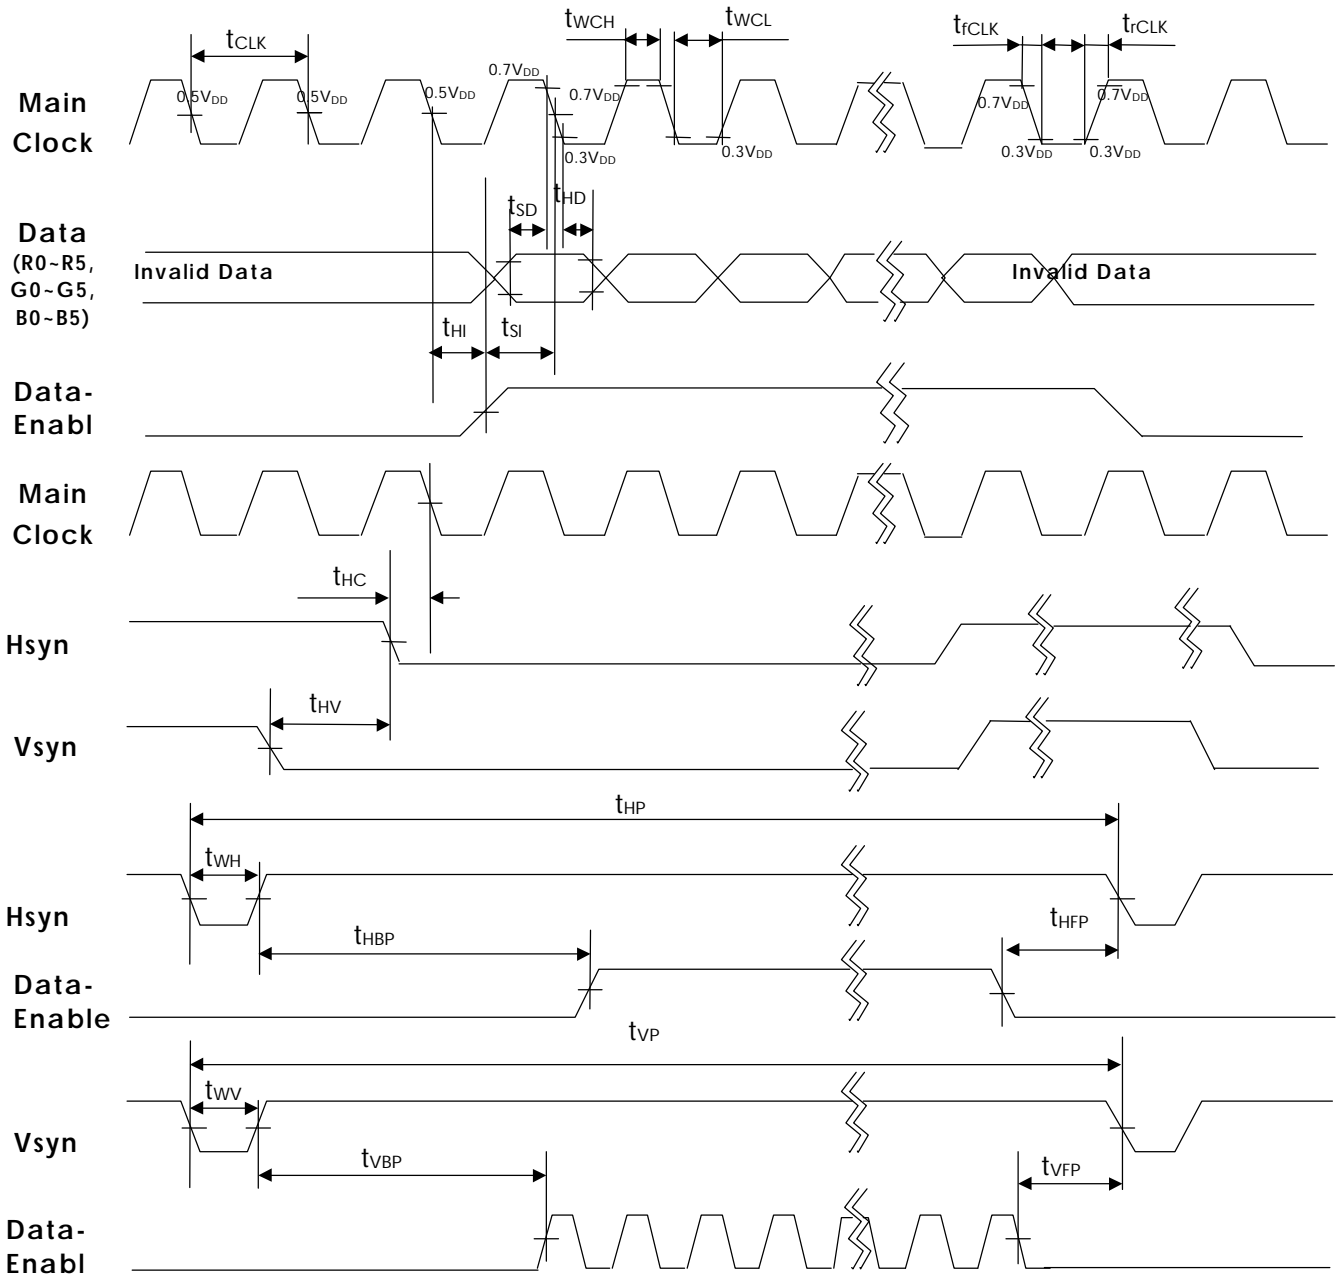 tCLK
tWCH
tWCL
tfCLK
trCLK
Main
Clock
0.5VDD
0.5VDD
0.5VDD
0.7VDD
0.7VDD
0.3VDD
0.3VDD
0.7VDD
0.7VDD
0.3VDD
0.3VDD
tSD
tHD
Data
(R0~R5,
G0~G5,
B0~B5)
Invalid Data
Invalid Data
tHI
tSI
Data-
Enabl
Main
Clock
tHC
Hsyn
tHV
Vsyn
tHP
tWH
Hsyn
tHBP
tHFP
Data-
Enable
tVP
tWV
Vsyn
tVBP
tVFP
Data-
Enabl